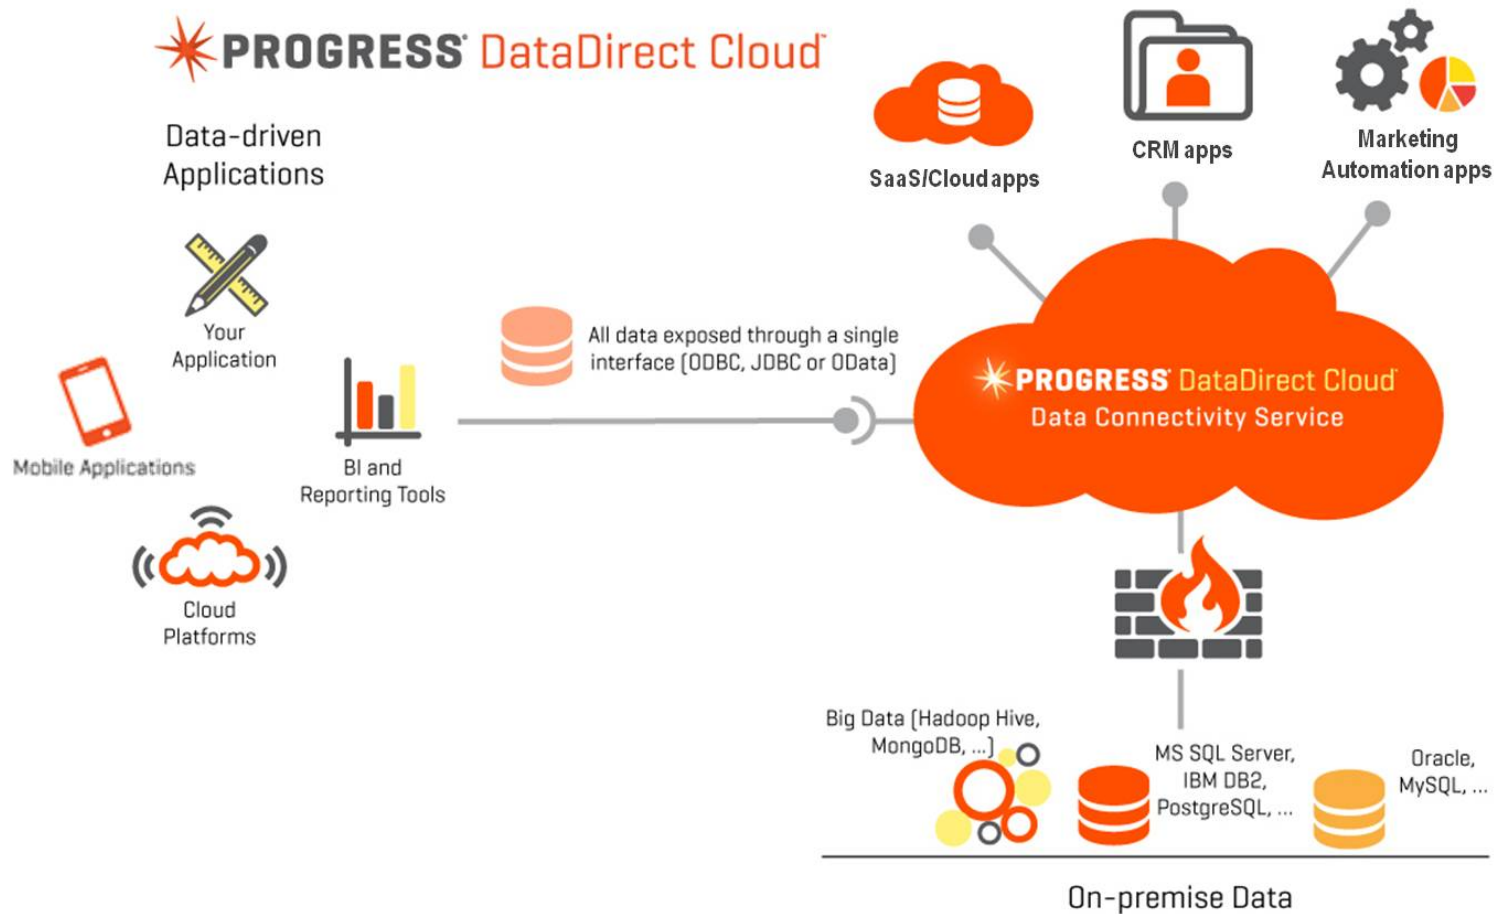 PROGRESS® DataDirect Cloud™
Data-driven
Applications
Your
Application
Mobile Applications
BI and
Reporting Tools
Cloud
Platforms
All data exposed through a single
interface (ODBC, JDBC or OData)
SaaS/Cloud apps
CRM apps
Marketing
Automation apps
PROGRESS® DataDirect Cloud™
Data Connectivity Service
Big Data (Hadoop Hive,
MongoDB, ...)
MS SQL Server,
IBM DB2,
PostgreSQL, ...
Oracle,
MySQL, ...
On-premise Data